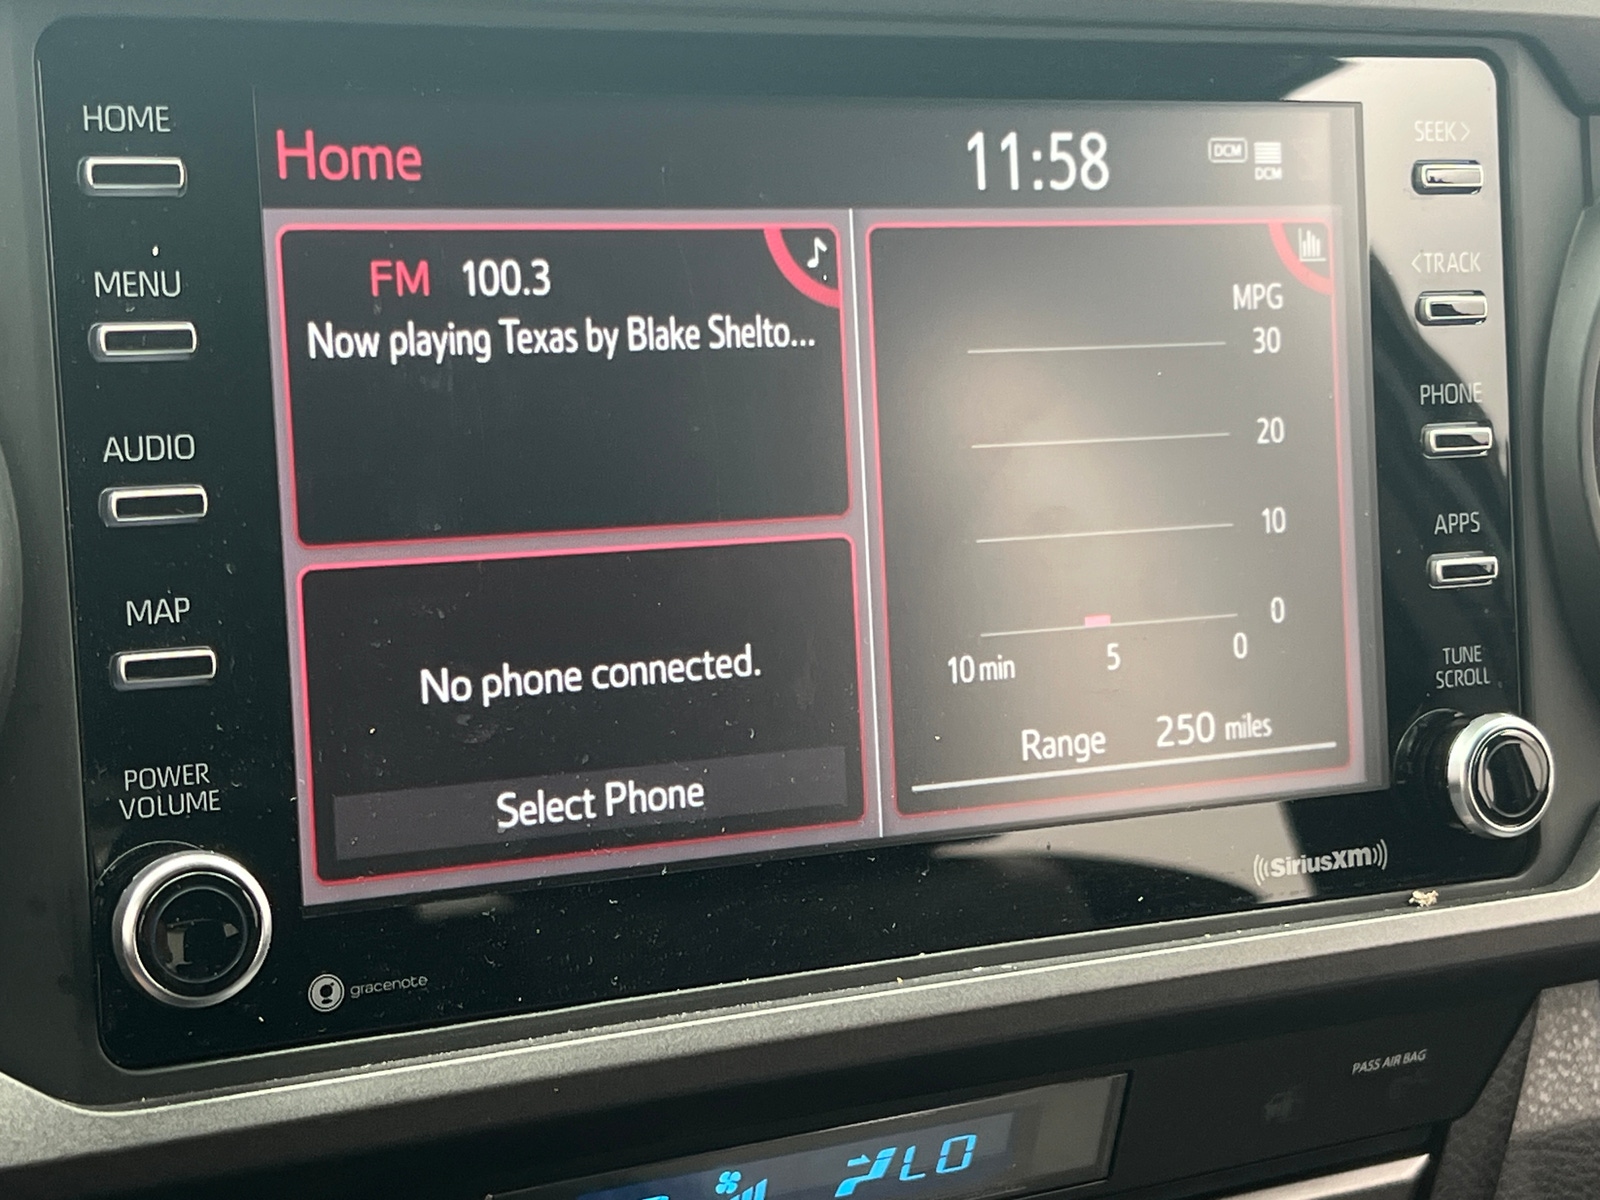 HOME
MENU
AUDIO
MAP
POWER
VOLUME
Home
11:58
DCM
DCM
FM 100.3
Now playing Texas by Blake Shelto...
No phone connected.
Select Phone
MPG
30
20
10
0
10 min 5 0
Range 250 miles
SEEK>
<TRACK
PHONE
APPS
TUNE
SCROLL
((SiriusXM))
gracenote
PASS AIR BAG
LO